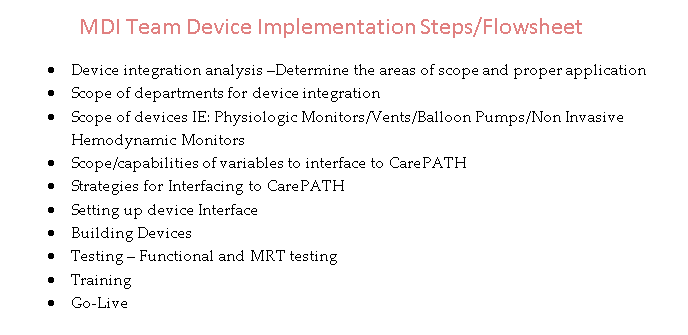 MDI Team Device Implementation Steps/Flowsheet
• Device integration analysis –Determine the areas of scope and proper application
• Scope of departments for device integration
• Scope of devices IE: Physiologic Monitors/Vents/Balloon Pumps/Non Invasive
Hemodynamic Monitors
• Scope/capabilities of variables to interface to CarePATH
• Strategies for Interfacing to CarePATH
• Setting up device Interface
• Building Devices
• Testing – Functional and MRT testing
• Training
• Go-Live